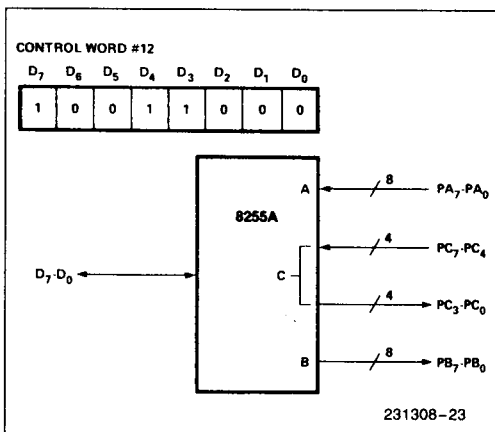 CONTROL WORD #12
D7 D6 D5 D4 D3 D2 D1 D0
1 0 0 1 1 0 0 0
8255A
A 8 PA7-PA0
4 PC7-PC4
D7-D0 C
4 PC3-PC0
B 8 PB7-PB0
231308-23